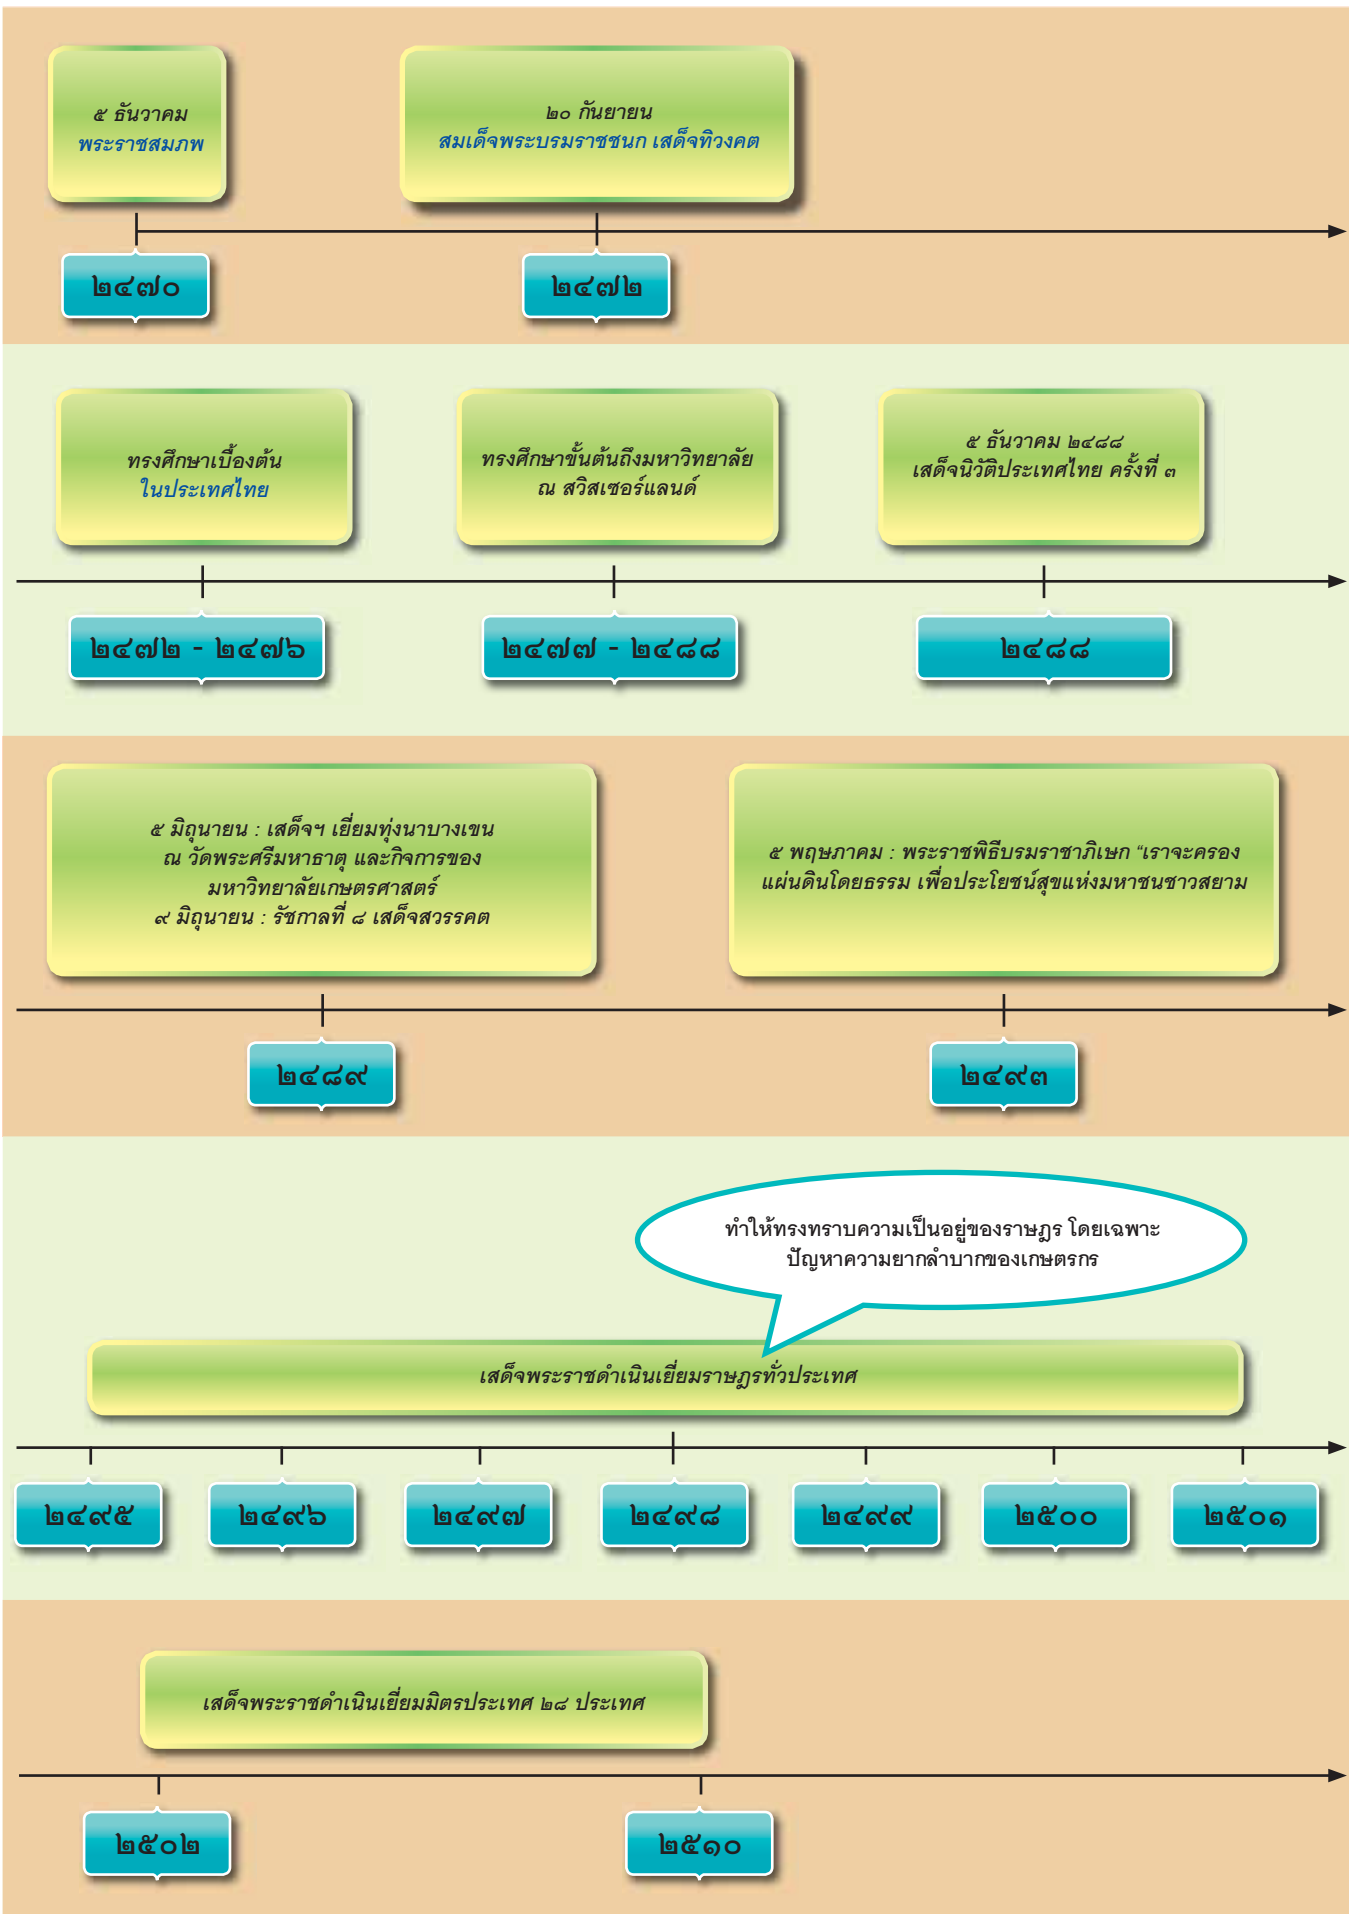 ๕ ธันวาคม
พระราชสมภพ
๒๐ กันยายน
สมเด็จพระบรมราชชนก เสด็จทิวงคต
๒๔๗๐
๒๔๗๒
ทรงศึกษาเบื้องต้น
ในประเทศไทย
ทรงศึกษาขั้นต้นถึงมหาวิทยาลัย
ณ สวิสเซอร์แลนด์
๕ ธันวาคม ๒๔๘๘
เสด็จนิวัติประเทศไทย ครั้งที่ ๓
๒๔๗๒ - ๒๔๗๖
๒๔๗๗ - ๒๔๘๘
๒๔๘๘
๕ มิถุนายน : เสด็จฯ เยี่ยมทุ่งนาบางเขน
ณ วัดพระศรีมหาธาตุ และกิจการของ
มหาวิทยาลัยเกษตรศาสตร์
๙ มิถุนายน : รัชกาลที่ ๘ เสด็จสวรรคต
๕ พฤษภาคม : พระราชพิธีบรมราชาภิเษก “เราจะครอง
แผ่นดินโดยธรรม เพื่อประโยชน์สุขแห่งมหาชนชาวสยาม
๒๔๘๙
๒๔๙๓
ทำให้ทรงทราบความเป็นอยู่ของราษฎร โดยเฉพาะ
ปัญหาความยากลำบากของเกษตรกร
เสด็จพระราชดำเนินเยี่ยมราษฎรทั่วประเทศ
๒๔๙๕
๒๔๙๖
๒๔๙๗
๒๔๙๘
๒๔๙๙
๒๕๐๐
๒๕๐๑
เสด็จพระราชดำเนินเยี่ยมมิตรประเทศ ๒๘ ประเทศ
๒๕๐๒
๒๕๑๐